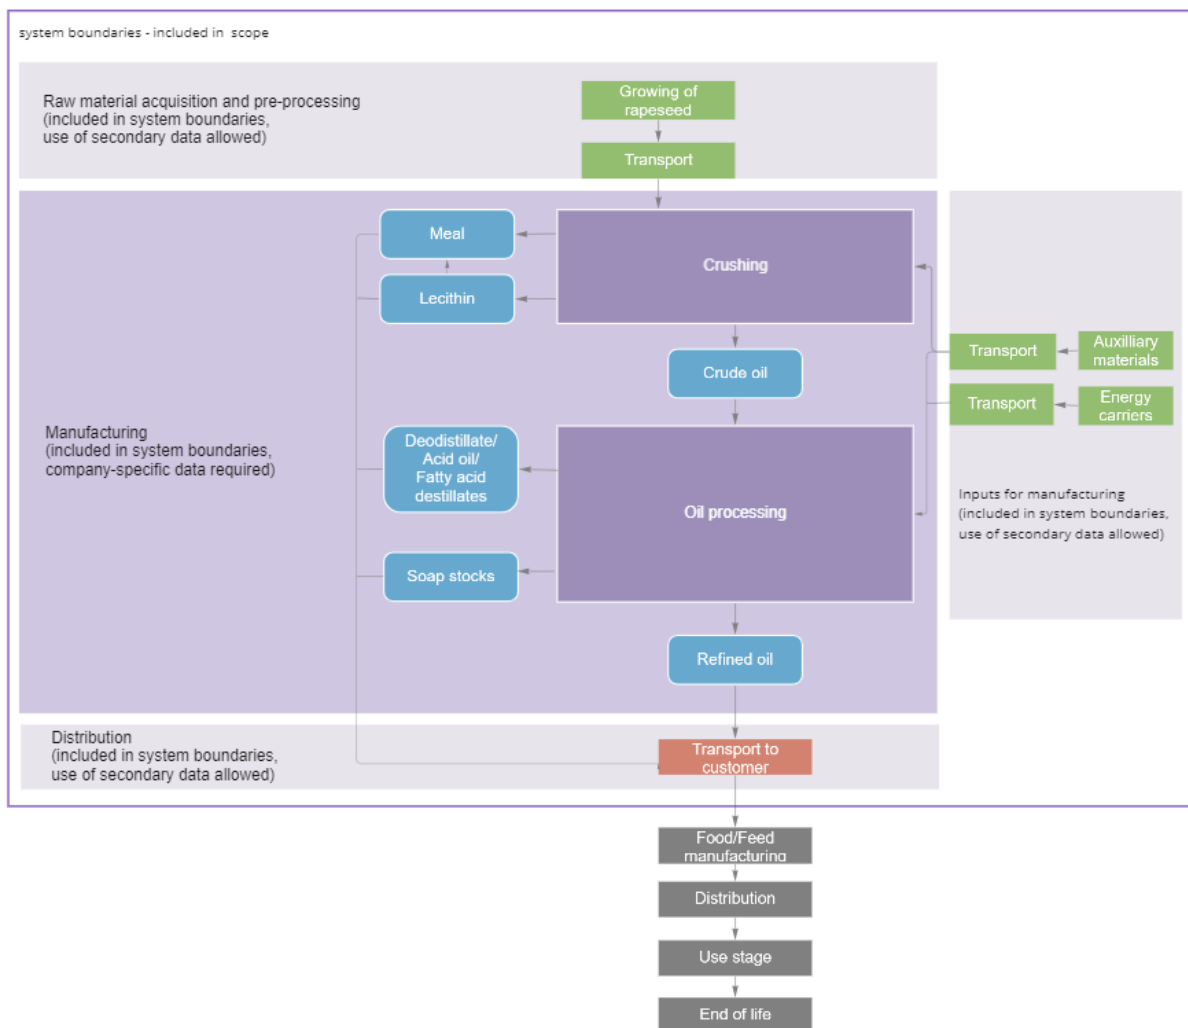 system boundaries - included in scope
Raw material acquisition and pre-processing
(included in system boundaries,
use of secondary data allowed)
Growing of
rapeseed
Transport
Meal
Crushing
Lecithin
Transport
Auxilliary
materials
Crude oil
Transport
Energy
carriers
Manufacturing
(included in system boundaries,
company-specific data required)
Deodistillate/
Acid oil/
Fatty acid
destillates
Oil processing
Inputs for manufacturing
(included in system boundaries,
use of secondary data allowed)
Soap stocks
Refined oil
Distribution
(included in system boundaries,
use of secondary data allowed)
Transport to
customer
Food/Feed
manufacturing
Distribution
Use stage
End of life